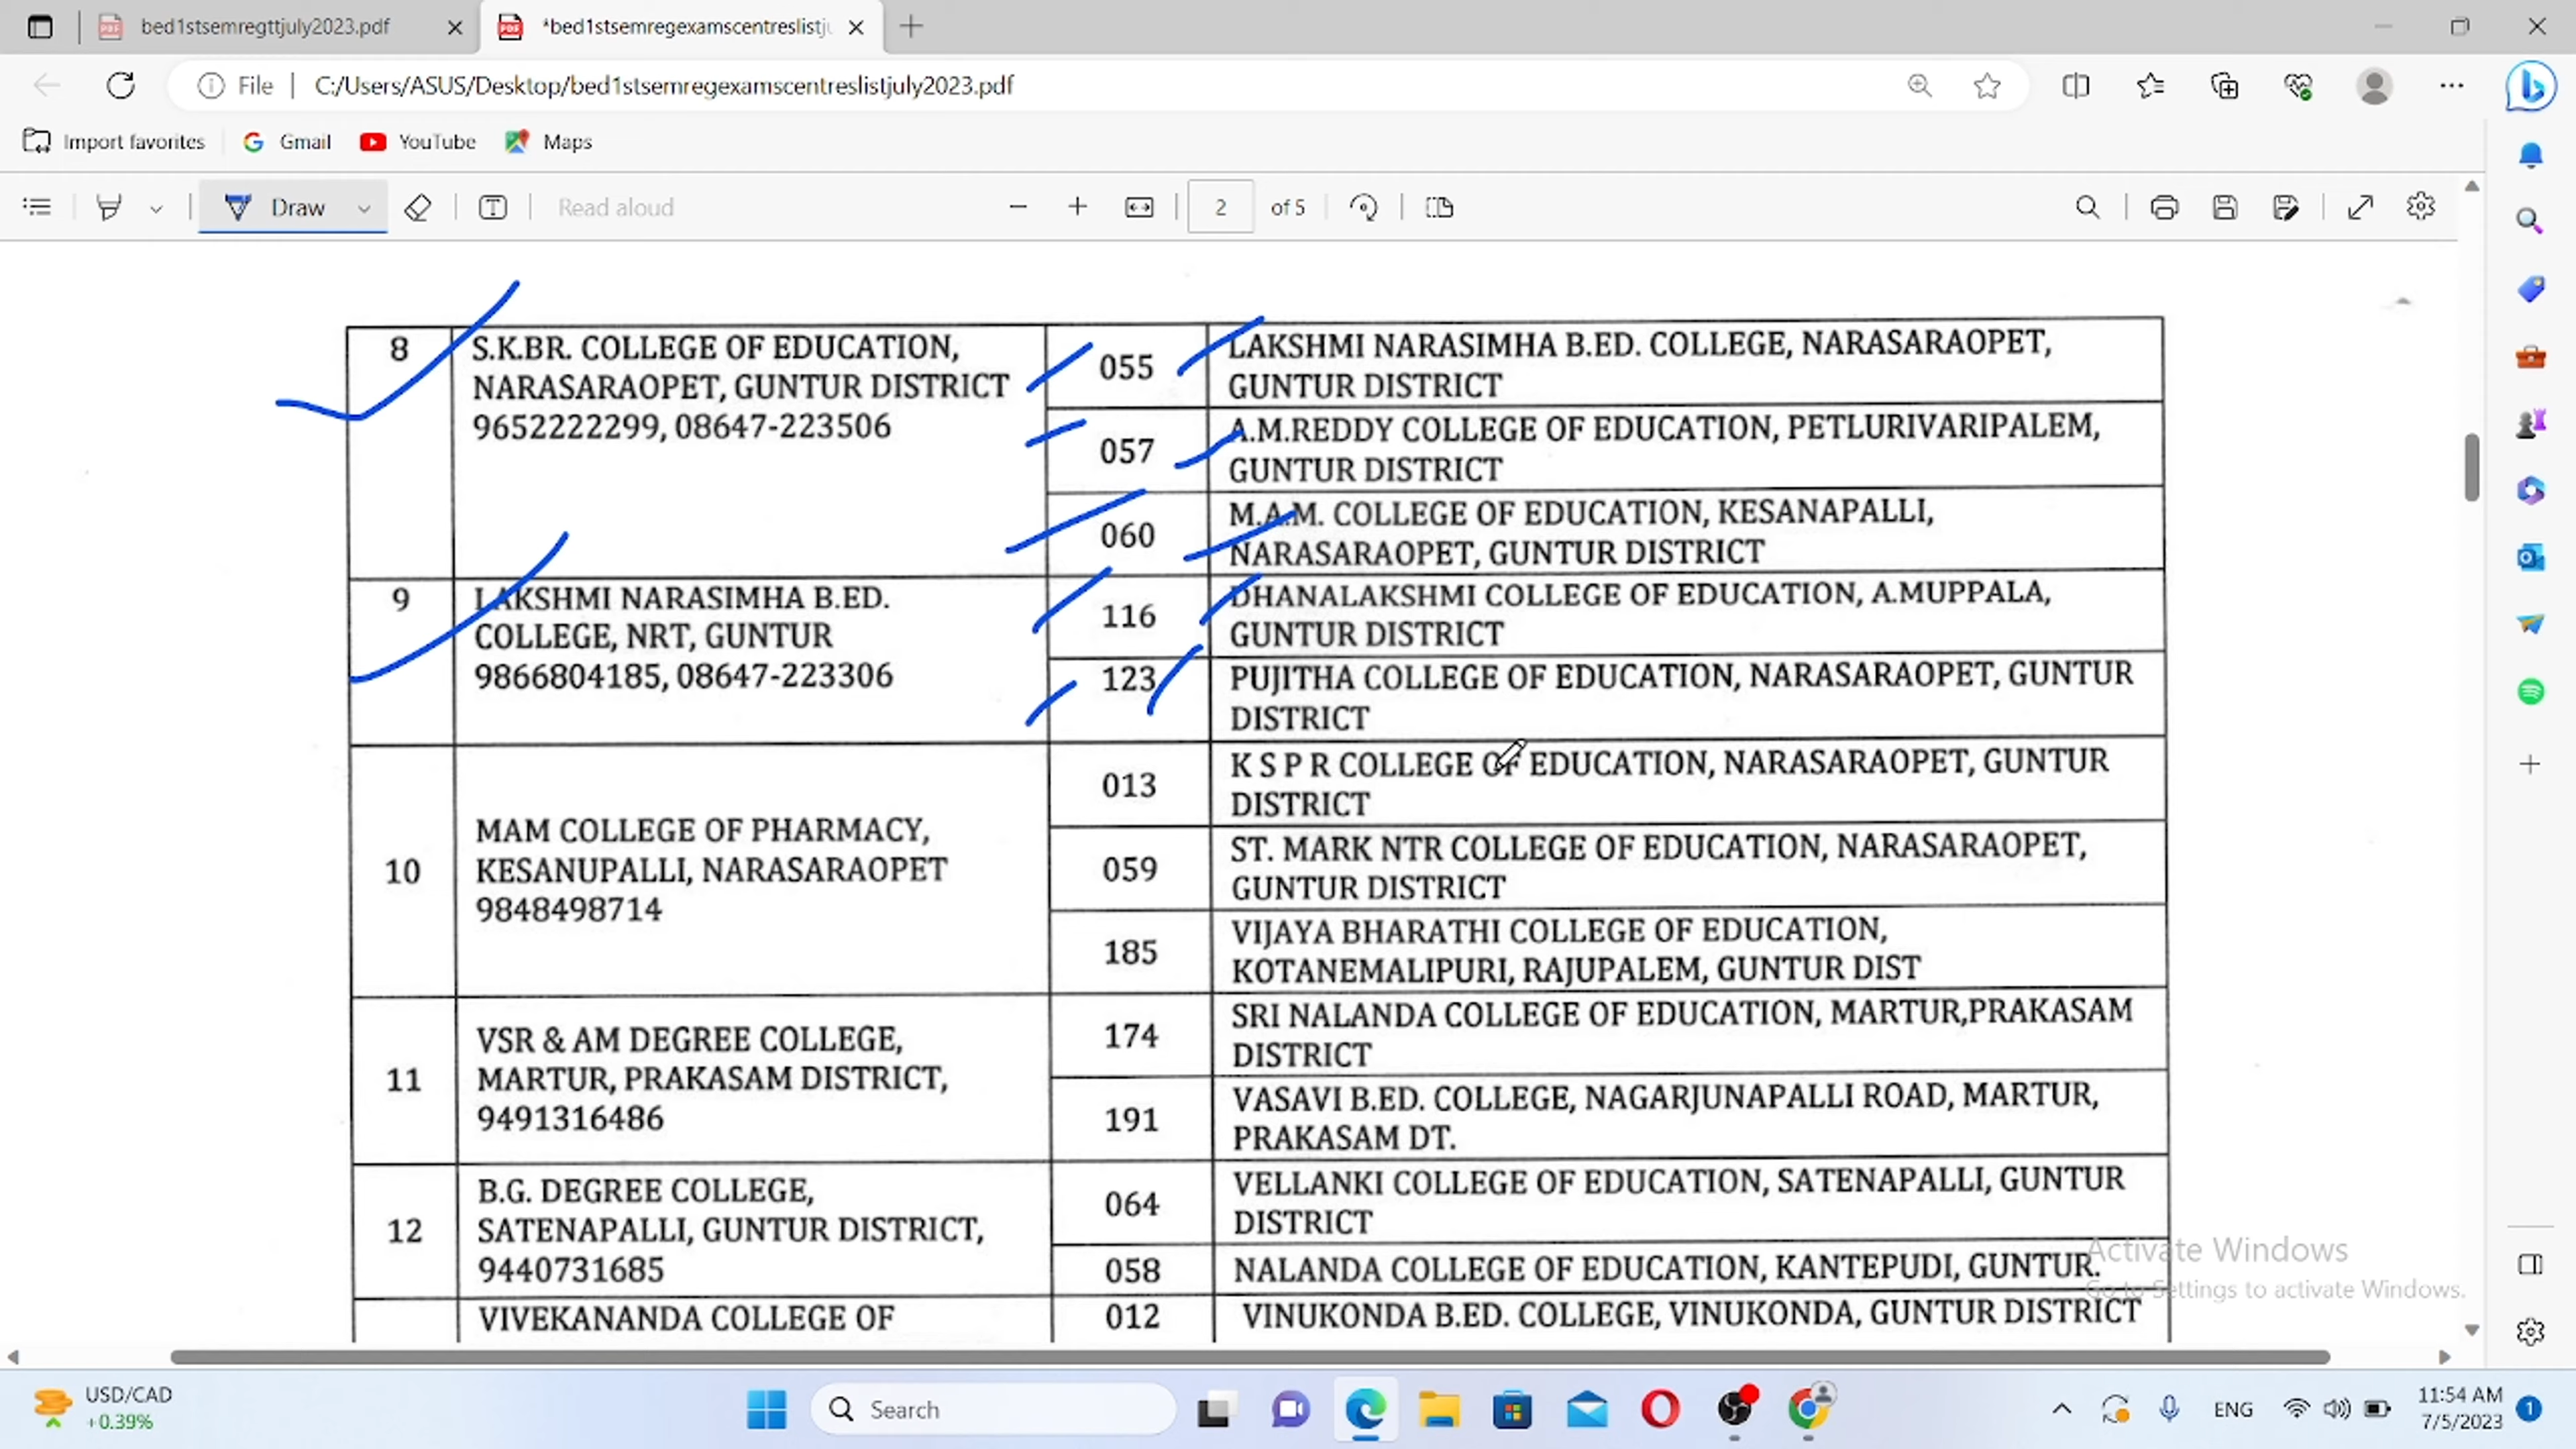 bed1stsemregttjuly2023.pdf
*bed1stsemregexamscentreslistju
File
C:/Users/ASUS/Desktop/bed1stsemregexamscentreslistjuly2023.pdf
Import favorites
Gmail
YouTube
Maps
Draw
Read aloud
2
of 5
8
S.K.BR. COLLEGE OF EDUCATION,
NARASARAOPET, GUNTUR DISTRICT
9652222299, 08647-223506
055
LAKSHMI NARASIMHA B.ED. COLLEGE, NARASARAOPET,
GUNTUR DISTRICT
057
A.M.REDDY COLLEGE OF EDUCATION, PETLURIVARIPALEM,
GUNTUR DISTRICT
060
M.A.M. COLLEGE OF EDUCATION, KESANAPALLI,
NARASARAOPET, GUNTUR DISTRICT
9
LAKSHMI NARASIMHA B.ED.
COLLEGE, NRT, GUNTUR
9866804185, 08647-223306
116
DHANALAKSHMI COLLEGE OF EDUCATION, A.MUPPALA,
GUNTUR DISTRICT
123
PUJITHA COLLEGE OF EDUCATION, NARASARAOPET, GUNTUR
DISTRICT
10
MAM COLLEGE OF PHARMACY,
KESANUPALLI, NARASARAOPET
9848498714
013
K S P R COLLEGE OF EDUCATION, NARASARAOPET, GUNTUR
DISTRICT
059
ST. MARK NTR COLLEGE OF EDUCATION, NARASARAOPET,
GUNTUR DISTRICT
185
VIJAYA BHARATHI COLLEGE OF EDUCATION,
KOTANEMALIPURI, RAJUPALEM, GUNTUR DIST
11
VSR & AM DEGREE COLLEGE,
MARTUR, PRAKASAM DISTRICT,
9491316486
174
SRI NALANDA COLLEGE OF EDUCATION, MARTUR,PRAKASAM
DISTRICT
191
VASAVI B.ED. COLLEGE, NAGARJUNAPALLI ROAD, MARTUR,
PRAKASAM DT.
12
B.G. DEGREE COLLEGE,
SATENAPALLI, GUNTUR DISTRICT,
9440731685
064
VELLANKI COLLEGE OF EDUCATION, SATENAPALLI, GUNTUR
DISTRICT
058
NALANDA COLLEGE OF EDUCATION, KANTEPUDI, GUNTUR.
VIVEKANANDA COLLEGE OF
012
VINUKONDA B.ED. COLLEGE, VINUKONDA, GUNTUR DISTRICT
Activate Windows
Go to Settings to activate Windows.
USD/CAD
+0.39%
Search
ENG
11:54 AM
7/5/2023
1